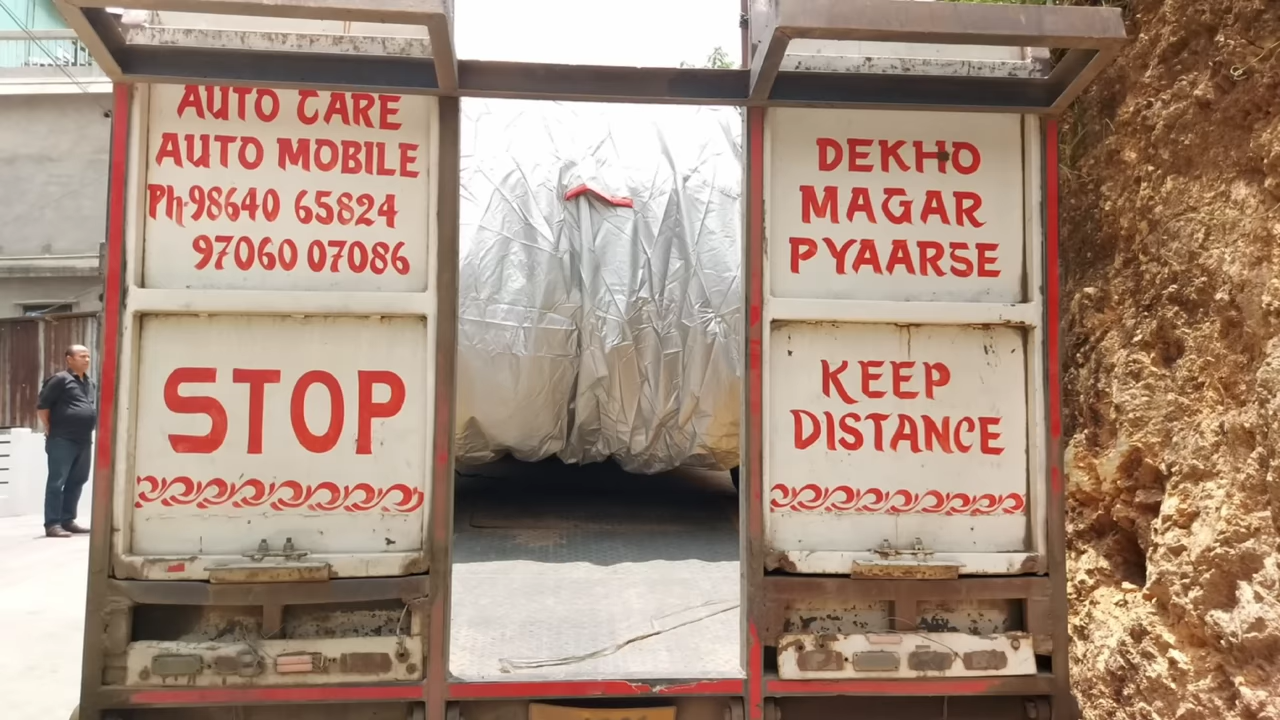 AUTO CARE
AUTO MOBILE
Ph-98640 65824
97060 07086
STOP
DEKHO
MAGAR
PYAARSE
KEEP
DISTANCE